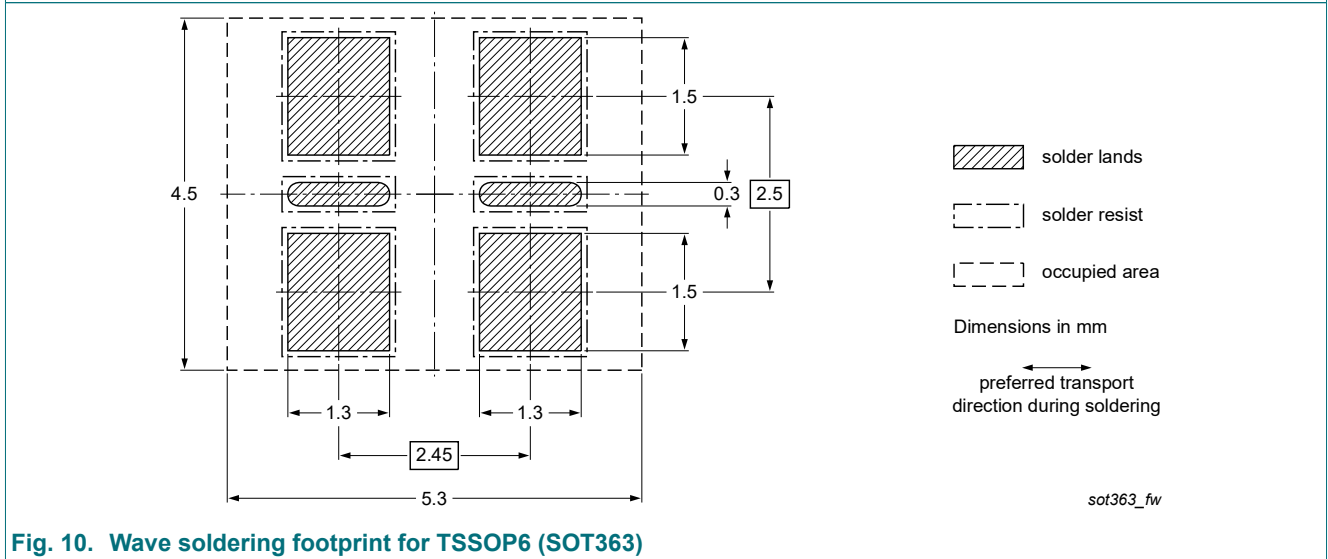 1.5
4.5
0.3
2.5
1.5
1.3
1.3
2.45
5.3
solder lands
solder resist
occupied area
Dimensions in mm
preferred transport
direction during soldering
sot363_fw
Fig. 10. Wave soldering footprint for TSSOP6 (SOT363)